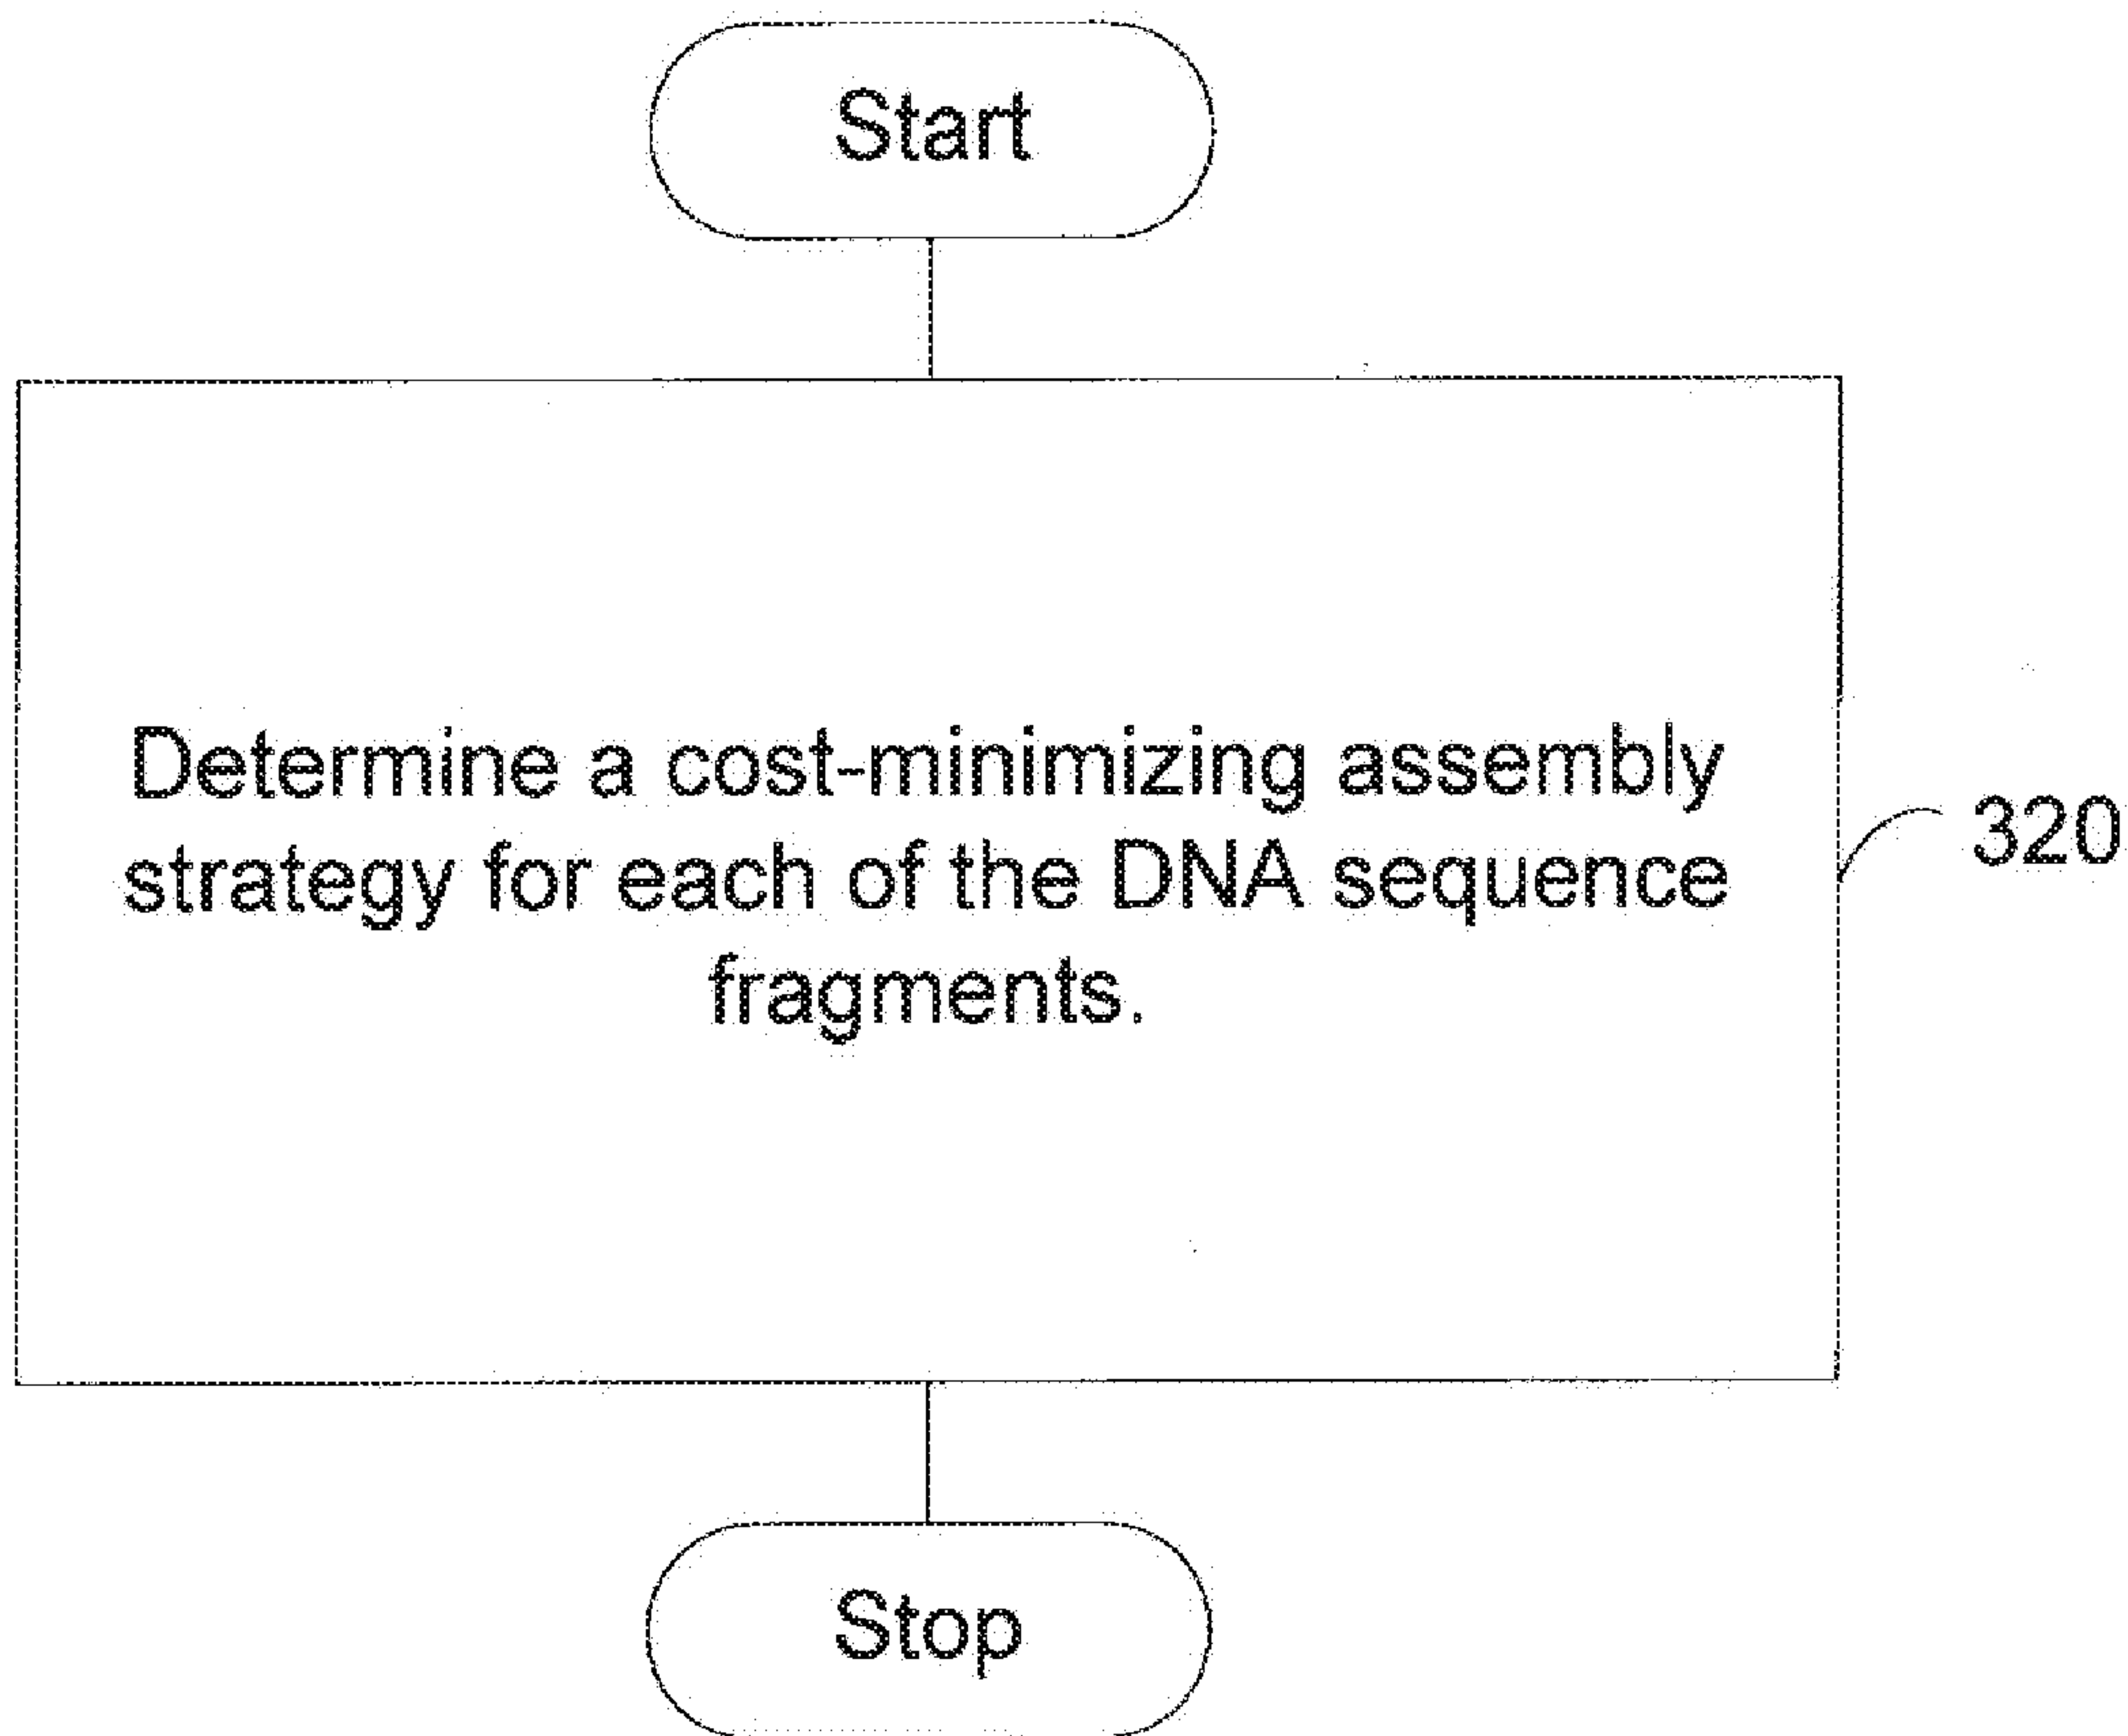 Start
Determine a cost-minimizing assembly
strategy for each of the DNA sequence
fragments.
320
Stop